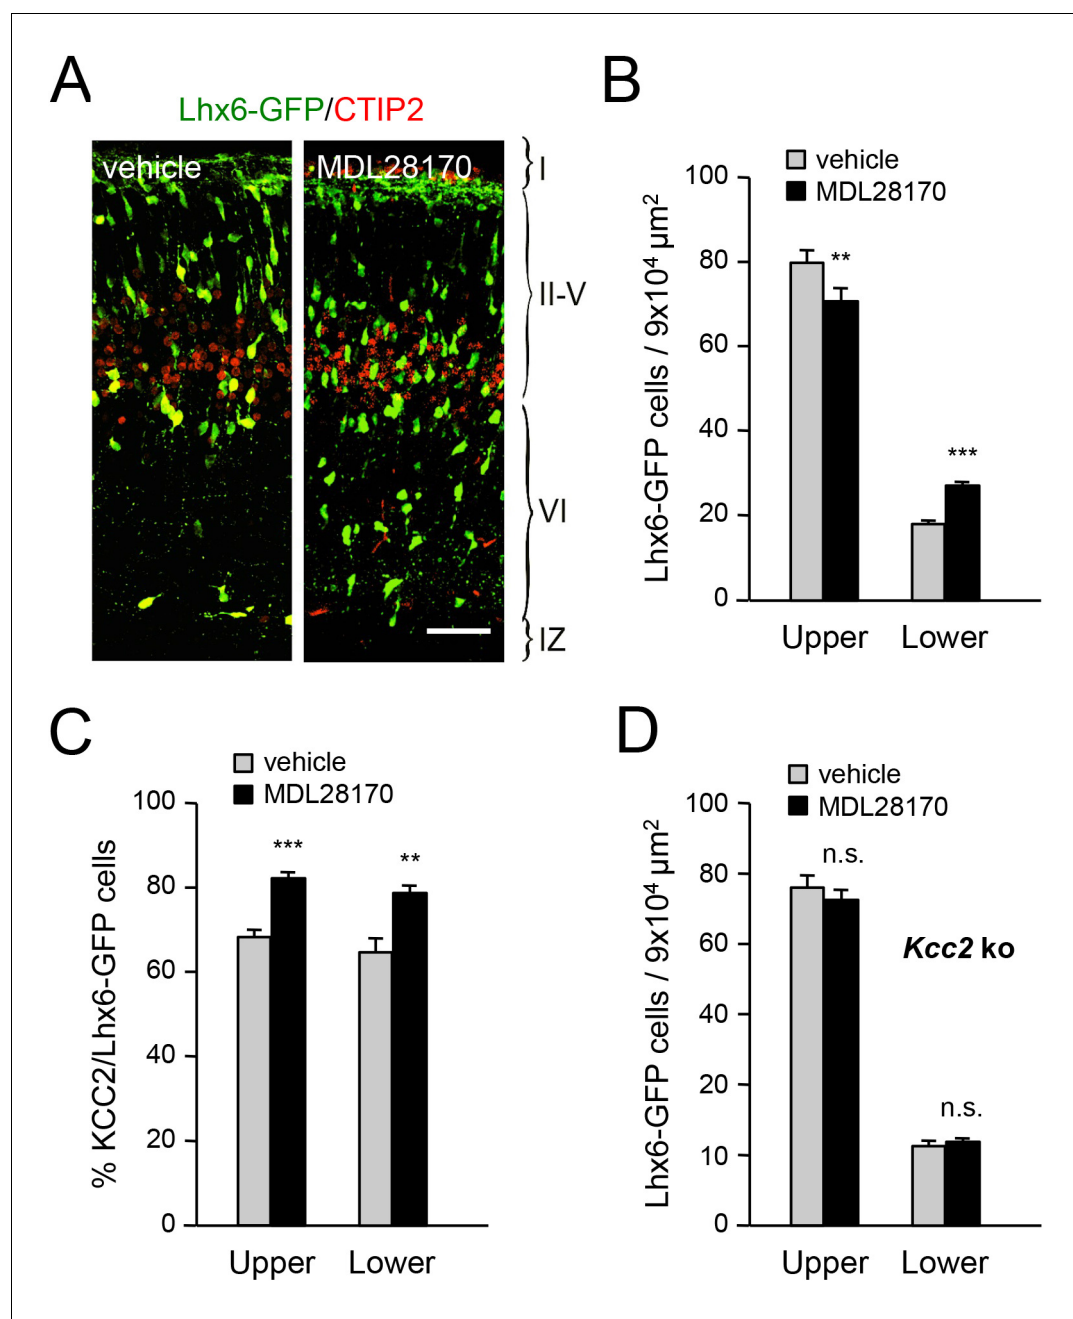 A
Lhx6-GFP/CTIP2
vehicle
MDL28170
I
II-V
VI
IZ
B
vehicle
MDL28170
Lhx6-GFP cells / 9x10⁴ µm²
100
80
60
40
20
0
**
***
Upper
Lower
C
vehicle
MDL28170
% KCC2/Lhx6-GFP cells
100
80
60
40
20
0
***
**
Upper
Lower
D
vehicle
MDL28170
Lhx6-GFP cells / 9x10⁴ µm²
100
80
60
40
20
10
0
n.s.
Kcc2 ko
n.s.
Upper
Lower